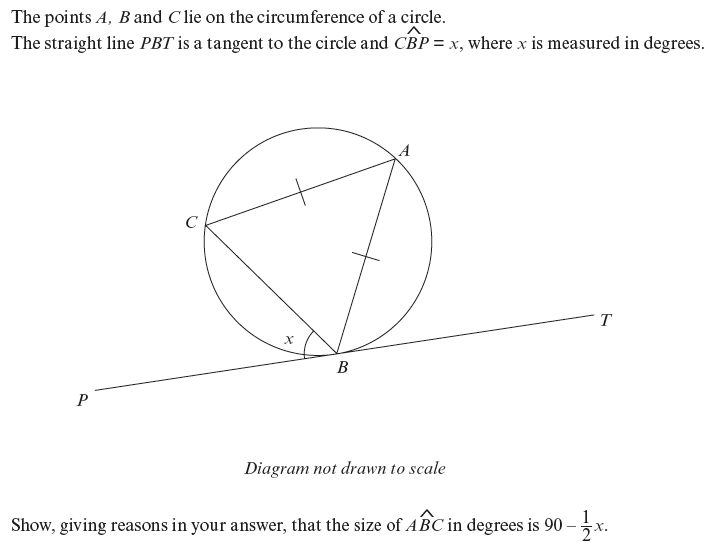 The points A, B and C lie on the circumference of a circle.
The straight line PBT is a tangent to the circle and CB̂P = x, where x is measured in degrees.
A
C
T
x
B
P
Diagram not drawn to scale
Show, giving reasons in your answer, that the size of AB̂C in degrees is 90 – 1/2 x.